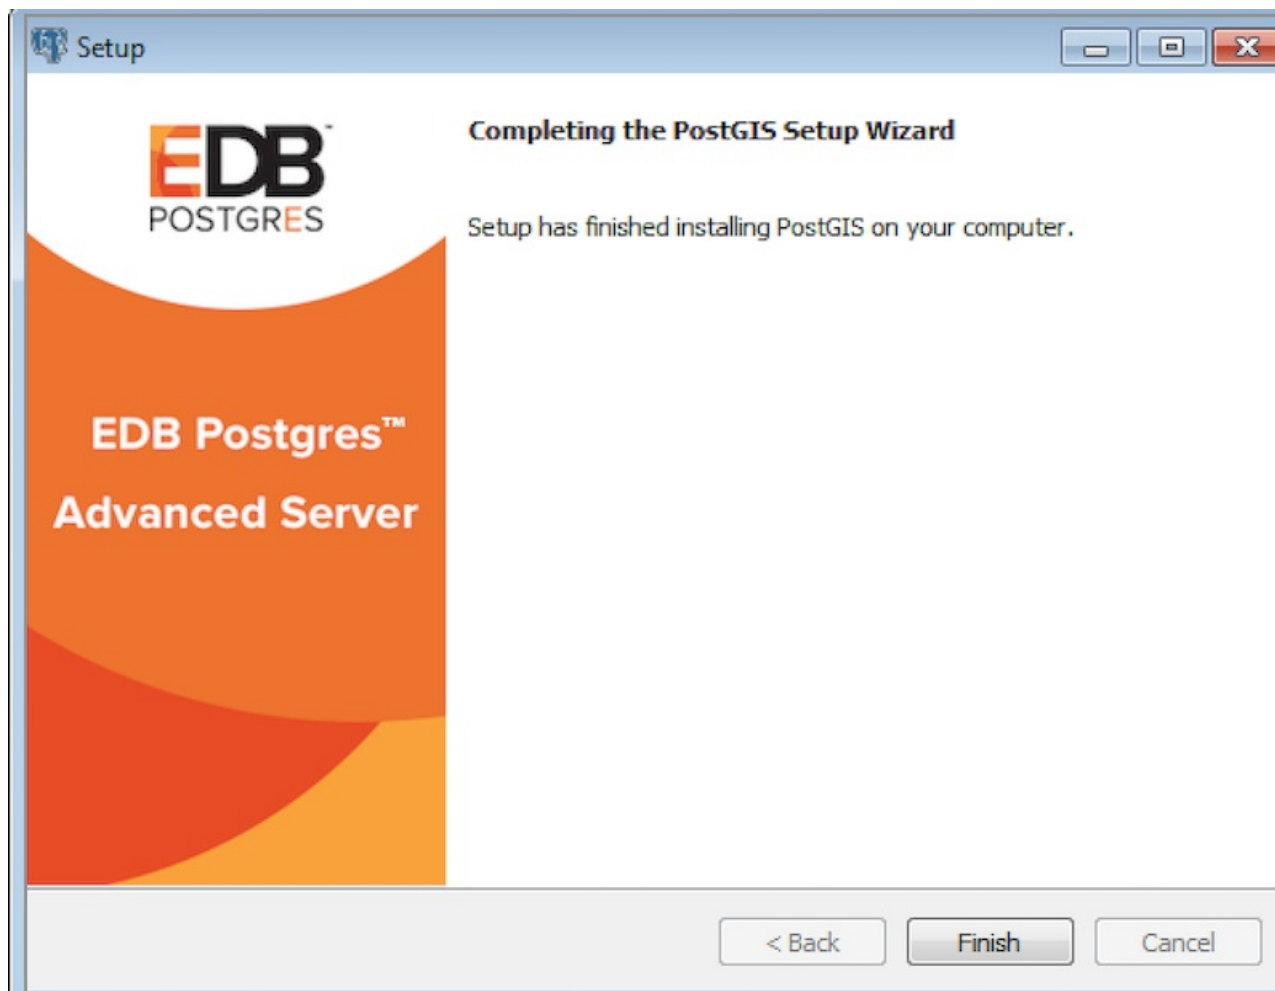 Setup
EDB™
POSTGRES
Completing the PostGIS Setup Wizard
Setup has finished installing PostGIS on your computer.
EDB Postgres™
Advanced Server
< Back
Finish
Cancel